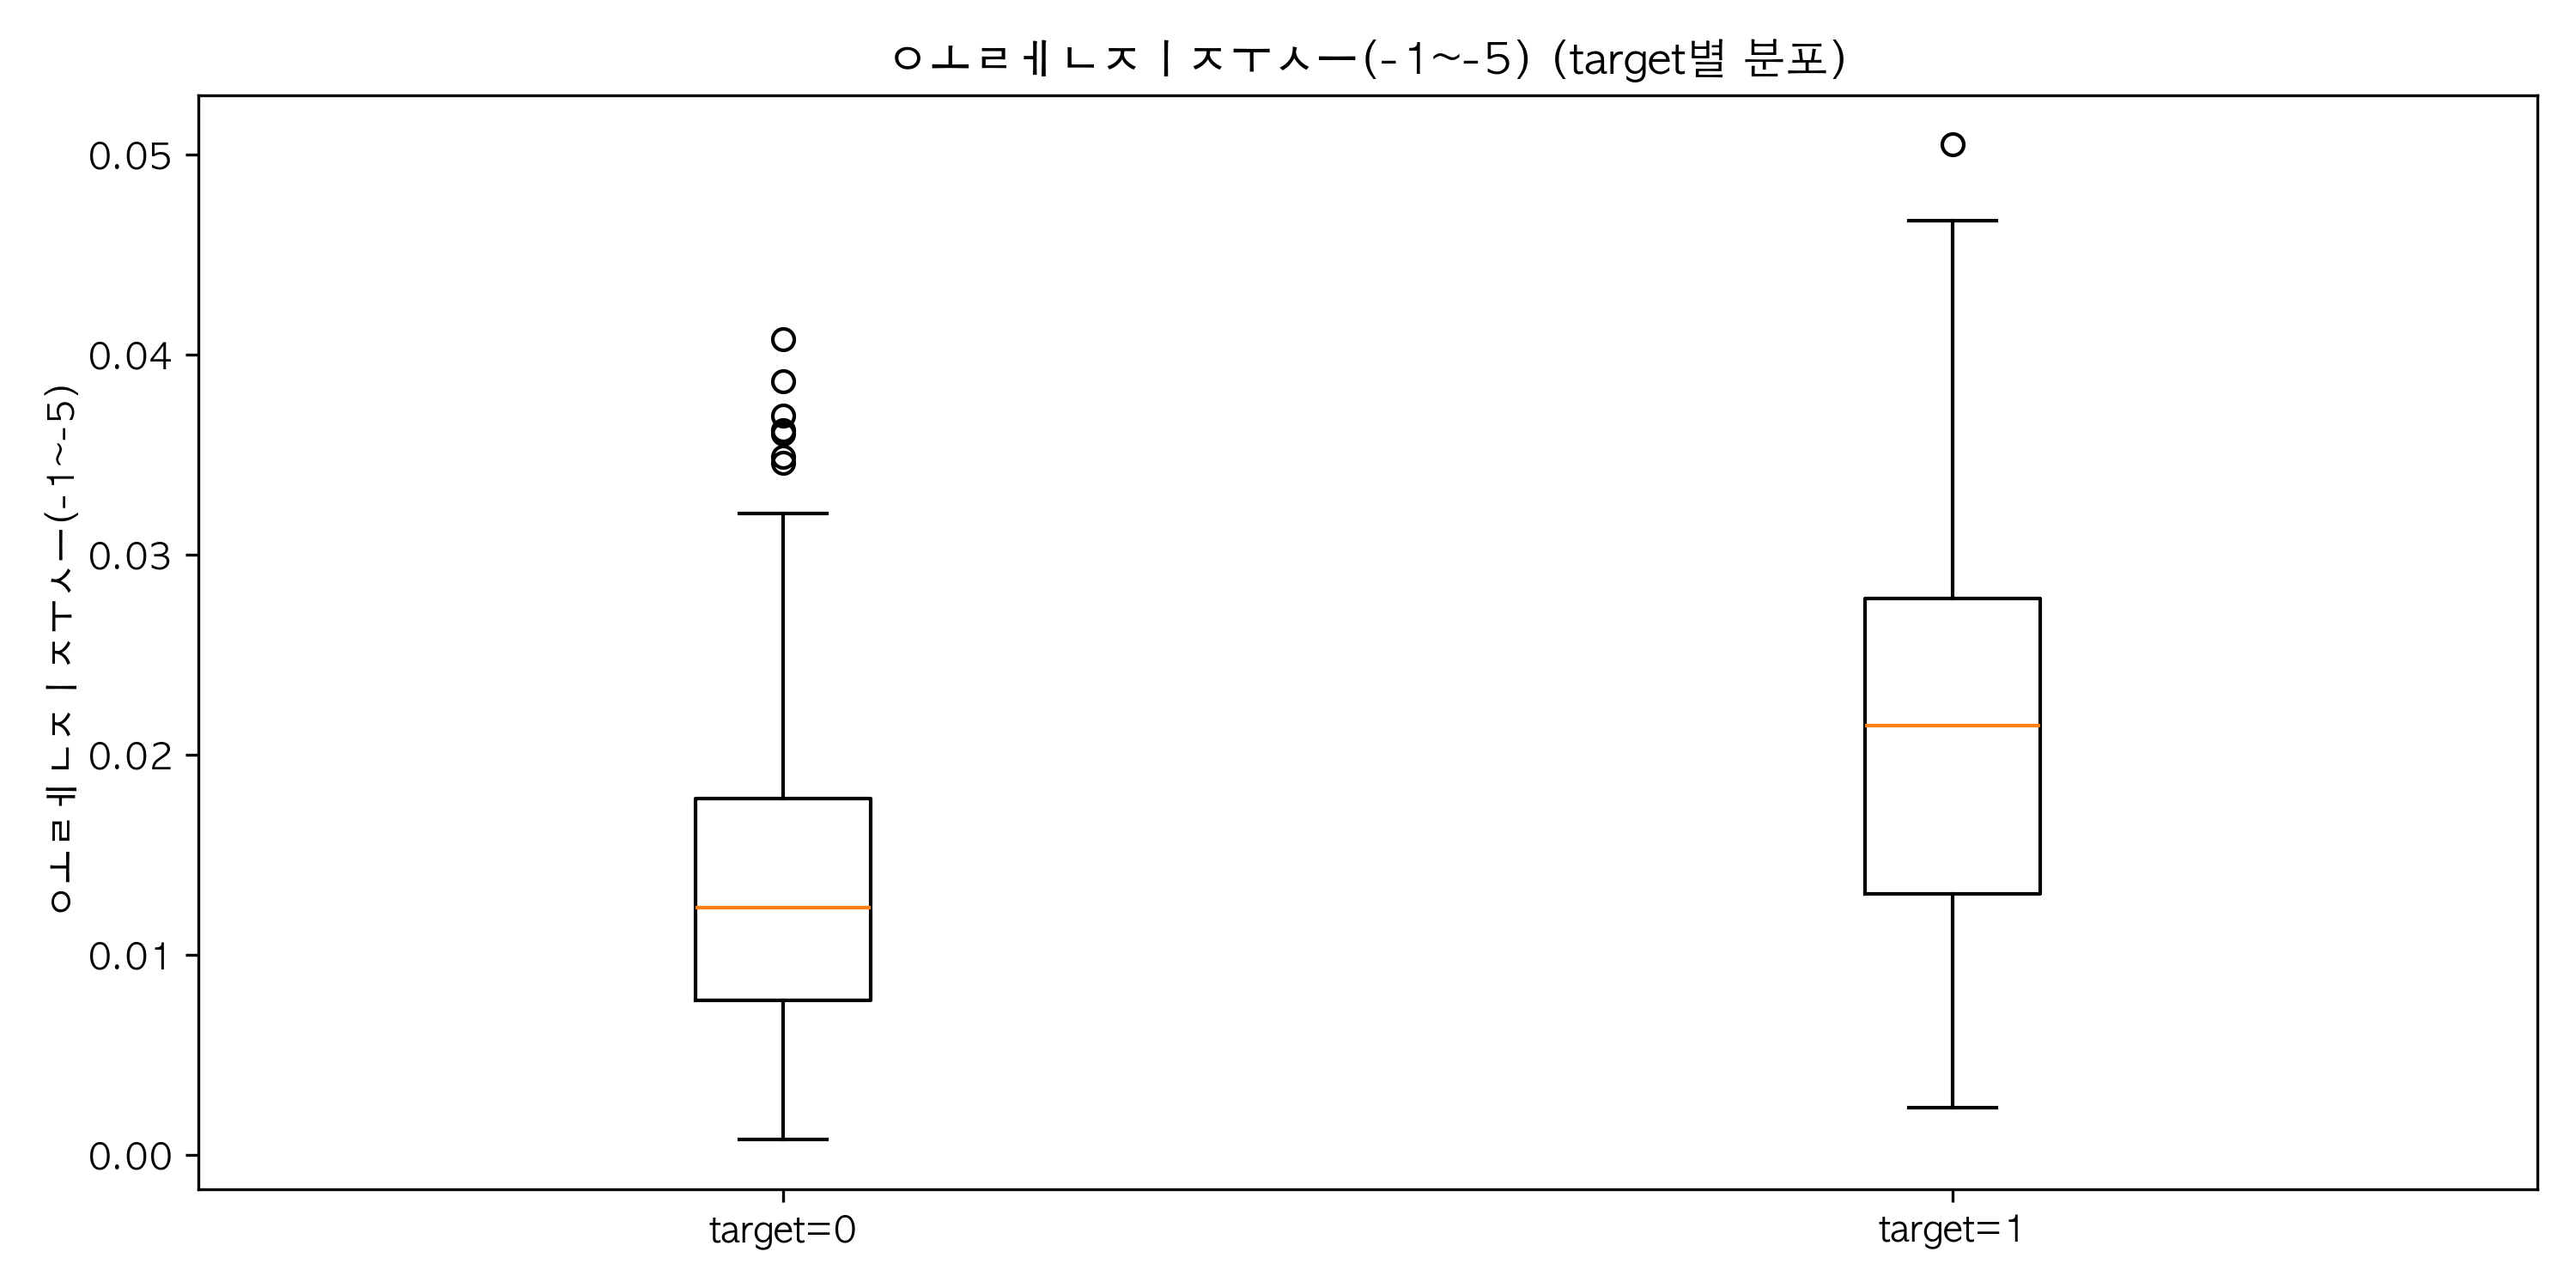 ㅇㅗㄹㅔㄴㅈㅣㅈㅜㅅㅡ(-1~-5) (target별 분포)
ㅇㅗㄹㅔㄴㅈㅣㅈㅜㅅㅡ(-1~-5)
0.05
0.04
0.03
0.02
0.01
0.00
target=0
target=1